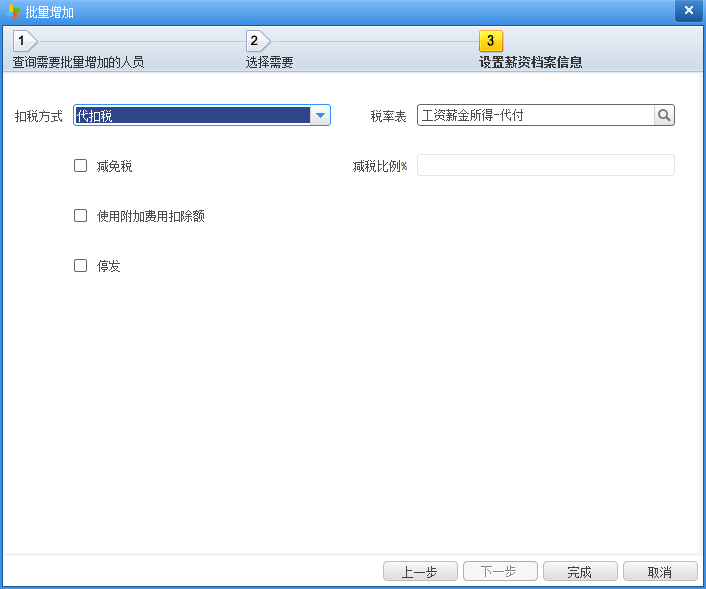 批量增加
1
2
3
查询需要批量增加的人员
选择需要
设置薪资档案信息
扣税方式
代扣税
税率表
工资薪金所得-代付
减免税
减税比例%
使用附加费用扣除额
停发
上一步
下一步
完成
取消